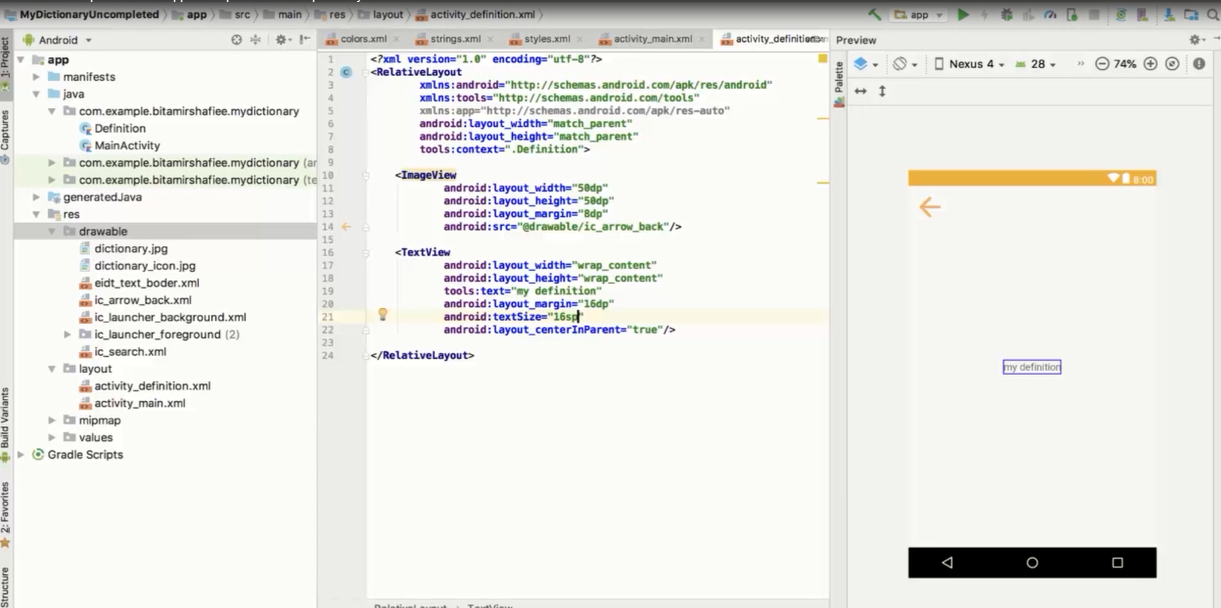 MyDictionaryUncompleted app src main res layout activity_definition.xml
app
Android
colors.xml strings.xml styles.xml activity_main.xml activity_definition
Preview
1: Project
Captures
Build Variants
2: Favorites
Structure
app
manifests
java
com.example.bitamirshafiee.mydictionary
Definition
MainActivity
com.example.bitamirshafiee.mydictionary (ar
com.example.bitamirshafiee.mydictionary (te
generatedJava
res
drawable
dictionary.jpg
dictionary_icon.jpg
eidt_text_boder.xml
ic_arrow_back.xml
ic_launcher_background.xml
ic_launcher_foreground (2)
ic_search.xml
layout
activity_definition.xml
activity_main.xml
mipmap
values
Gradle Scripts
1 <?xml version="1.0" encoding="utf-8"?>
2 <RelativeLayout
3 xmlns:android="http://schemas.android.com/apk/res/android"
4 xmlns:tools="http://schemas.android.com/tools"
5 xmlns:app="http://schemas.android.com/apk/res-auto"
6 android:layout_width="match_parent"
7 android:layout_height="match_parent"
8 tools:context=".Definition">
9
10 <ImageView
11 android:layout_width="50dp"
12 android:layout_height="50dp"
13 android:layout_margin="8dp"
14 android:src="@drawable/ic_arrow_back"/>
15
16 <TextView
17 android:layout_width="wrap_content"
18 android:layout_height="wrap_content"
19 tools:text="my definition"
20 android:layout_margin="16dp"
21 android:textSize="16sp"
22 android:layout_centerInParent="true"/>
23
24 </RelativeLayout>
RelativeLayout TextView
Palette
Nexus 4 28 74%
8:00
my definition